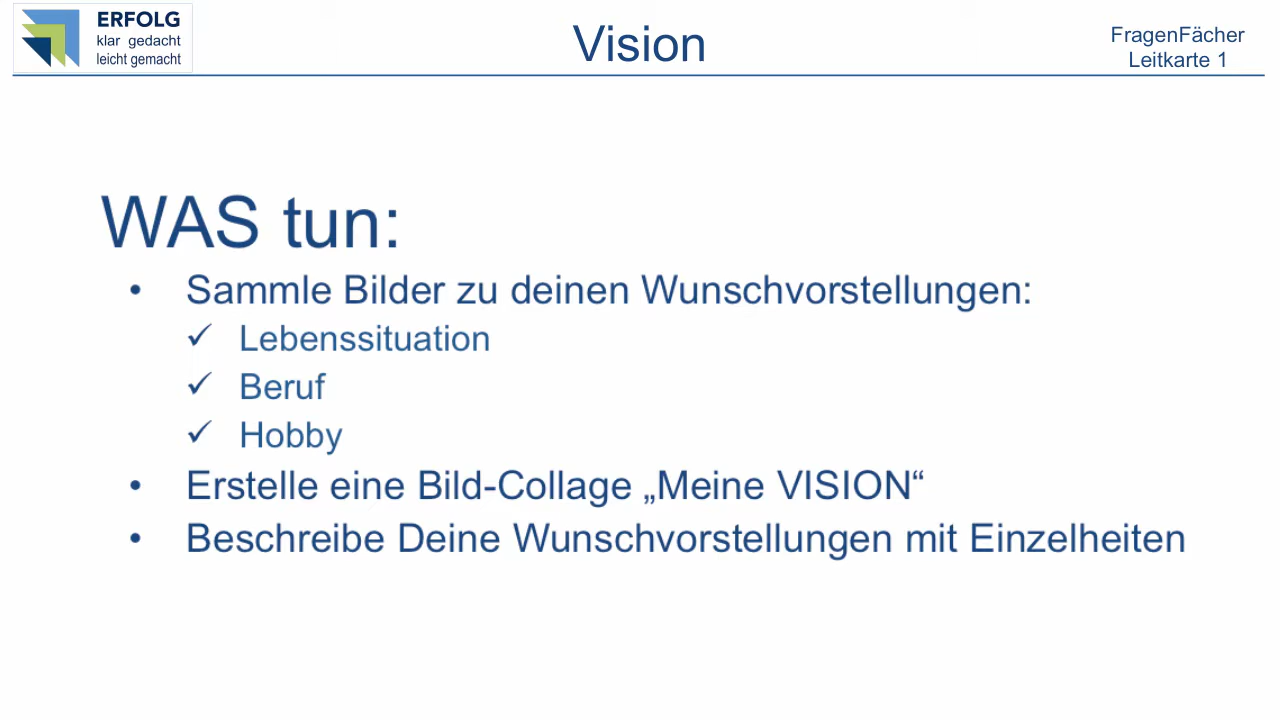 ERFOLG
klar gedacht
leicht gemacht
Vision
FragenFächer
Leitkarte 1
WAS tun:
• Sammle Bilder zu deinen Wunschvorstellungen:
✓ Lebenssituation
✓ Beruf
✓ Hobby
• Erstelle eine Bild-Collage „Meine VISION“
• Beschreibe Deine Wunschvorstellungen mit Einzelheiten